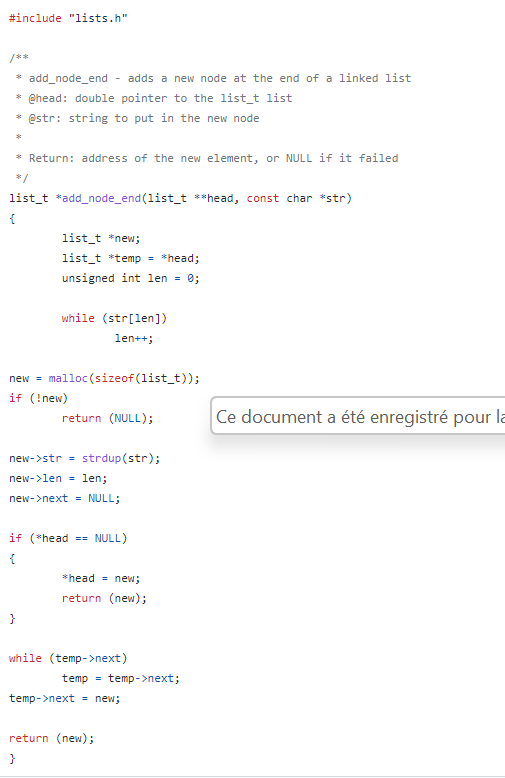 #include "lists.h"

/**
 * add_node_end - adds a new node at the end of a linked list
 * @head: double pointer to the list_t list
 * @str: string to put in the new node
 *
 * Return: address of the new element, or NULL if it failed
 */
list_t *add_node_end(list_t **head, const char *str)
{
        list_t *new;
        list_t *temp = *head;
        unsigned int len = 0;

        while (str[len])
                len++;

new = malloc(sizeof(list_t));
if (!new)
        return (NULL);
Ce document a été enregistré pour la

new->str = strdup(str);
new->len = len;
new->next = NULL;

if (*head == NULL)
{
        *head = new;
        return (new);
}

while (temp->next)
        temp = temp->next;
temp->next = new;

return (new);
}